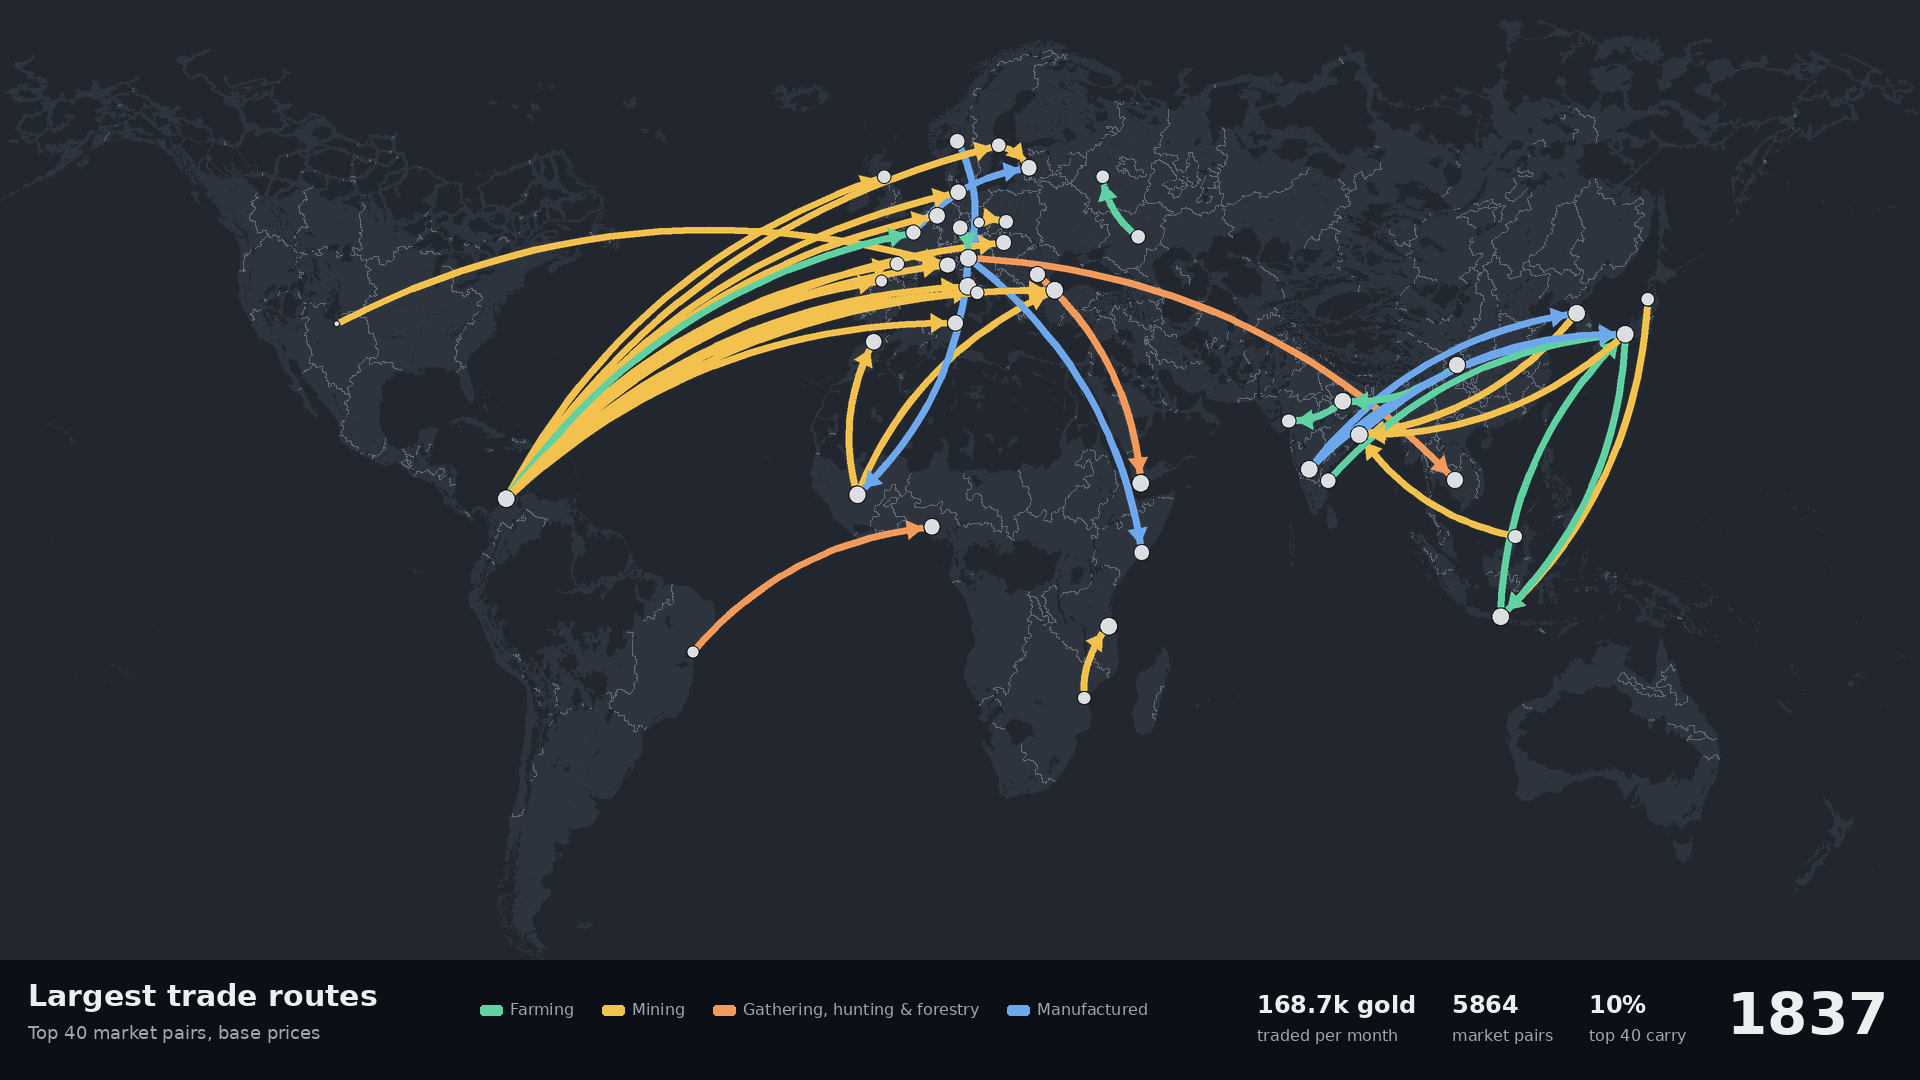 Largest trade routes
Top 40 market pairs, base prices
Farming
Mining
Gathering, hunting & forestry
Manufactured
168.7k gold
traded per month
5864
market pairs
10%
top 40 carry
1837